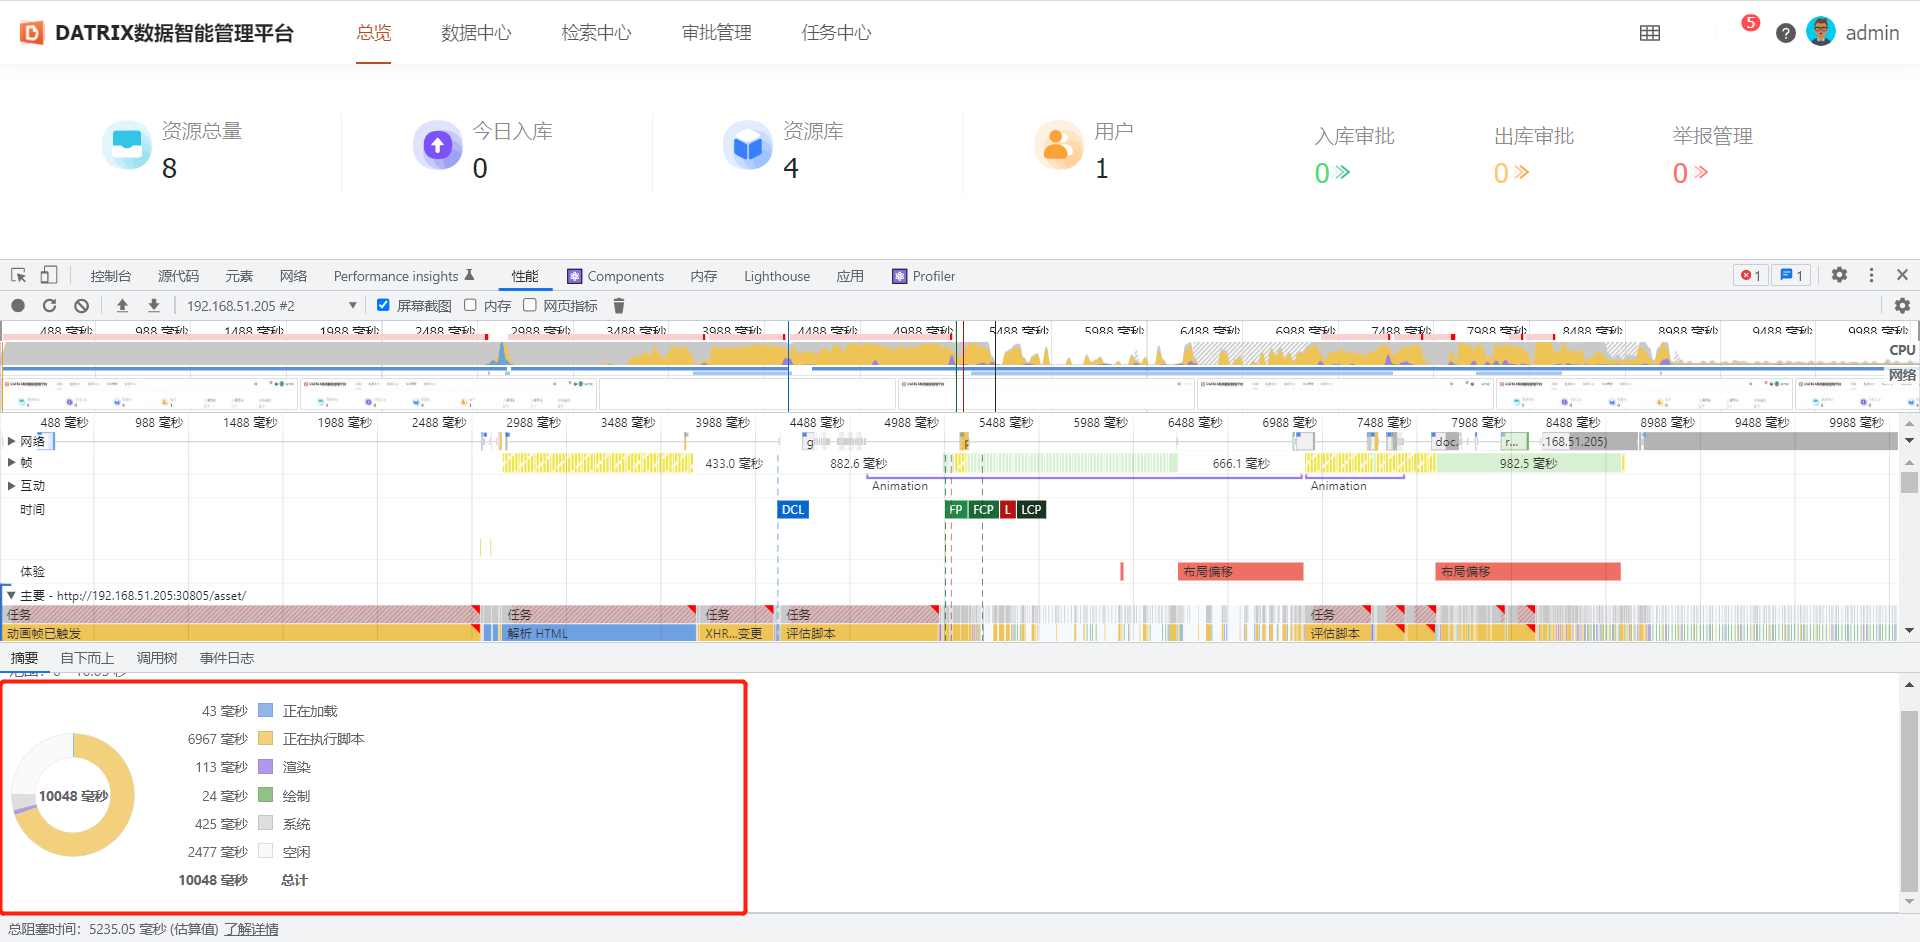 DATRIX数据智能管理平台 总览 数据中心 检索中心 审批管理 任务中心 5 ? admin
资源总量 今日入库 资源库 用户 入库审批 出库审批 举报管理
8 0 4 1 0 0 0
控制台 源代码 元素 网络 Performance insights 性能 Components 内存 Lighthouse 应用 Profiler 1 1
192.168.51.205 #2 屏幕截图 内存 网页指标
488 毫秒 988 毫秒 1488 毫秒 1988 毫秒 2488 毫秒 2988 毫秒 3488 毫秒 3988 毫秒 4488 毫秒 4988 毫秒 5488 毫秒 5988 毫秒 6488 毫秒 6988 毫秒 7488 毫秒 7988 毫秒 8488 毫秒 8988 毫秒 9488 毫秒 9988 毫秒
CPU
网络
488 毫秒 988 毫秒 1488 毫秒 1988 毫秒 2488 毫秒 2988 毫秒 3488 毫秒 3988 毫秒 4488 毫秒 4988 毫秒 5488 毫秒 5988 毫秒 6488 毫秒 6988 毫秒 7488 毫秒 7988 毫秒 8488 毫秒 8988 毫秒 9488 毫秒 9988 毫秒
网络 g doc. r... .168.51.205)
帧 433.0 毫秒 882.6 毫秒 666.1 毫秒 982.5 毫秒
互动 Animation Animation
时间 DCL FP FCP L LCP
体验 布局偏移 布局偏移
主要 - http://192.168.51.205:30805/asset/
任务 任务 任务 任务 任务
动画帧已触发 解析 HTML XHR...变更 评估脚本 评估脚本
摘要 自下而上 调用树 事件日志
43 毫秒 正在加载
6967 毫秒 正在执行脚本
113 毫秒 渲染
10048 毫秒 24 毫秒 绘制
425 毫秒 系统
2477 毫秒 空闲
10048 毫秒 总计
总阻塞时间： 5235.05 毫秒 (估算值) 了解详情